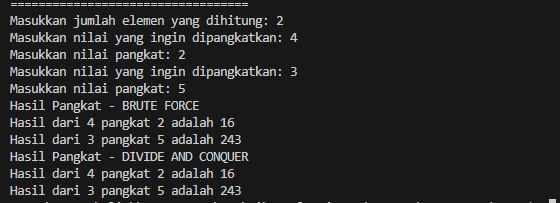 ==================================
Masukkan jumlah elemen yang dihitung: 2
Masukkan nilai yang ingin dipangkatkan: 4
Masukkan nilai pangkat: 2
Masukkan nilai yang ingin dipangkatkan: 3
Masukkan nilai pangkat: 5
Hasil Pangkat - BRUTE FORCE
Hasil dari 4 pangkat 2 adalah 16
Hasil dari 3 pangkat 5 adalah 243
Hasil Pangkat - DIVIDE AND CONQUER
Hasil dari 4 pangkat 2 adalah 16
Hasil dari 3 pangkat 5 adalah 243